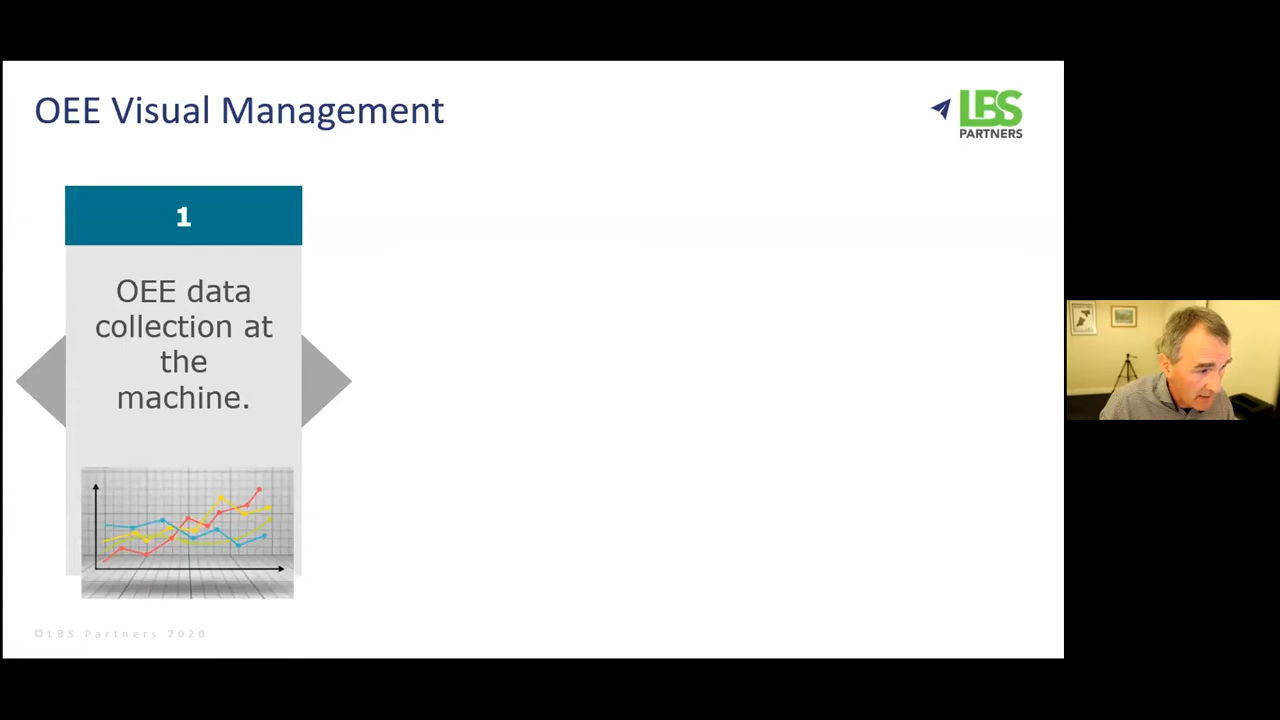 OEE Visual Management
LBS
PARTNERS
1
OEE data
collection at
the
machine.
©LBS Partners 2020